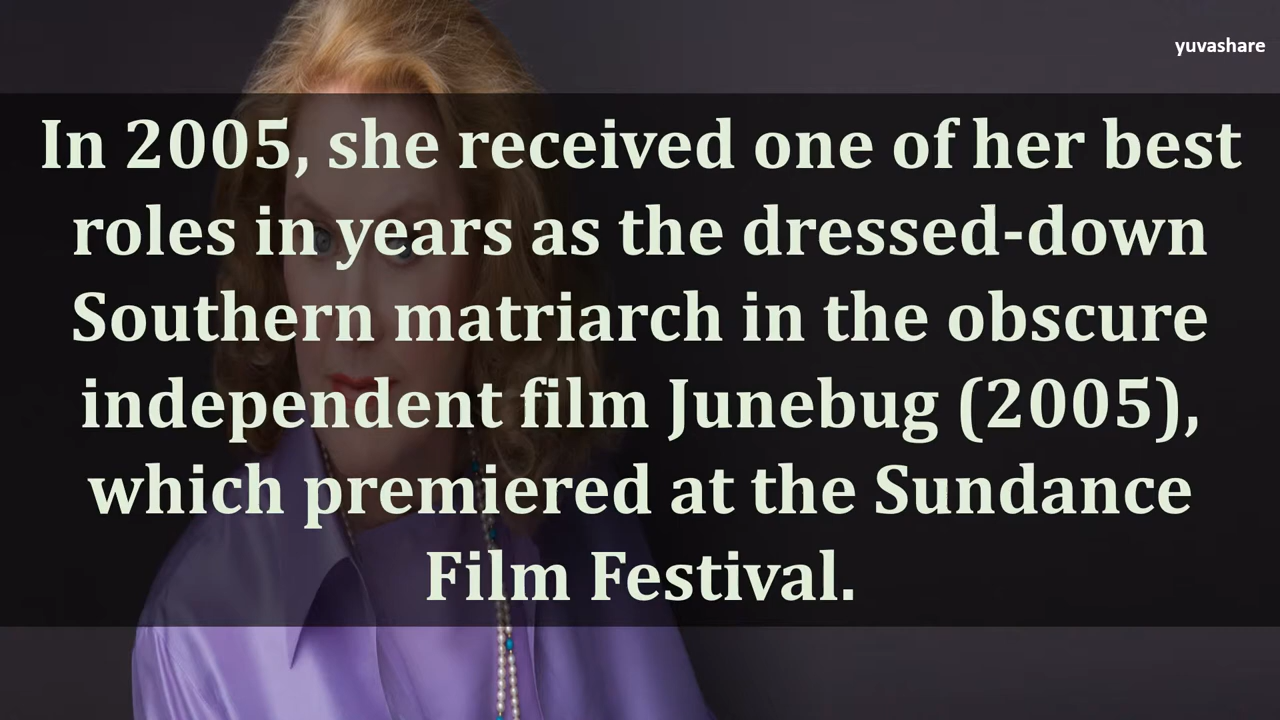 yuvashare
In 2005, she received one of her best
roles in years as the dressed-down
Southern matriarch in the obscure
independent film Junebug (2005),
which premiered at the Sundance
Film Festival.